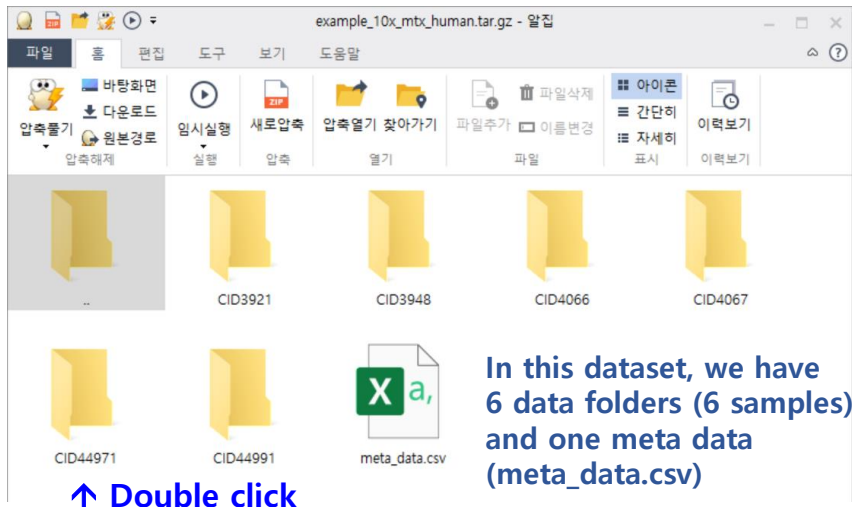 example_10x_mtx_human.tar.gz - 알집
파일 홈 편집 도구 보기 도움말
압축풀기 바탕화면 다운로드 원본경로 압축해제
임시실행 실행
ZIP 새로압축 압축
압축열기 찾아가기 열기
파일추가 파일삭제 이름변경 파일
아이콘 간단히 자세히 표시
이력보기 이력보기
..
CID3921
CID3948
CID4066
CID4067
CID44971
CID44991
X a,
meta_data.csv
In this dataset, we have
6 data folders (6 samples)
and one meta data
(meta_data.csv)
↑ Double click